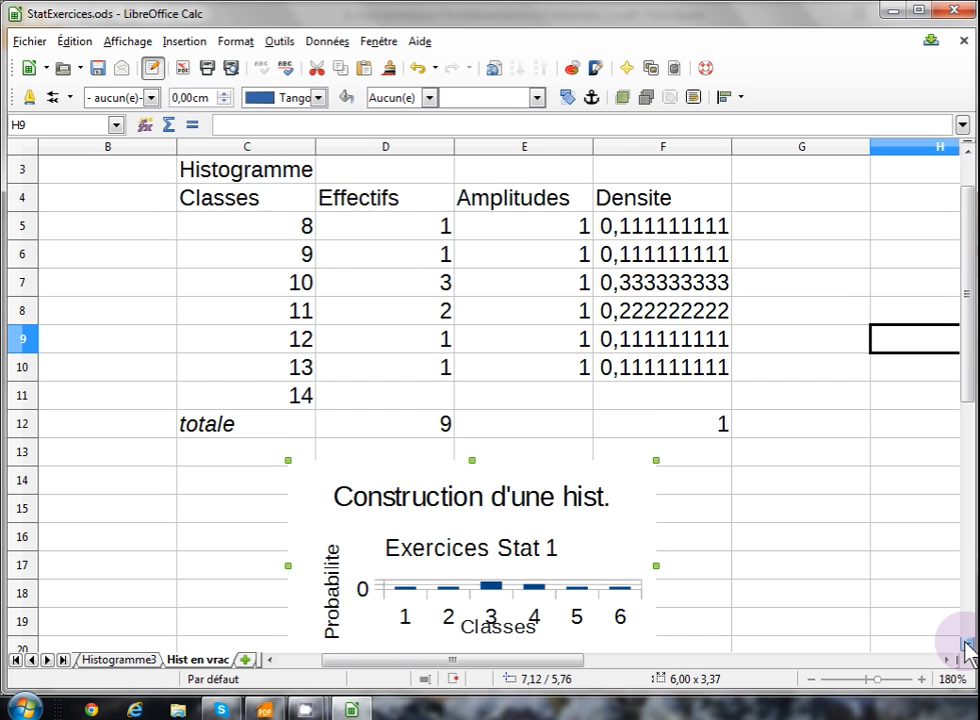 StatExercices.ods - LibreOffice Calc
Fichier Édition Affichage Insertion Format Outils Données Fenêtre Aide
- aucun(e)- 0,00cm Tango Aucun(e)
H9
B C D E F G H
3 Histogramme
4 Classes Effectifs Amplitudes Densite
5 8 1 1 0,111111111
6 9 1 1 0,111111111
7 10 3 1 0,333333333
8 11 2 1 0,222222222
9 12 1 1 0,111111111
10 13 1 1 0,111111111
11 14
12 totale 9 1
13
14
Construction d'une hist.
15
16
Exercices Stat 1
17
Probabilite
0
18
1 2 3 4 5 6
19
Classes
20
Histogramme3 Hist en vrac
Par défaut 7,12 / 5,76 6,00 x 3,37 180%